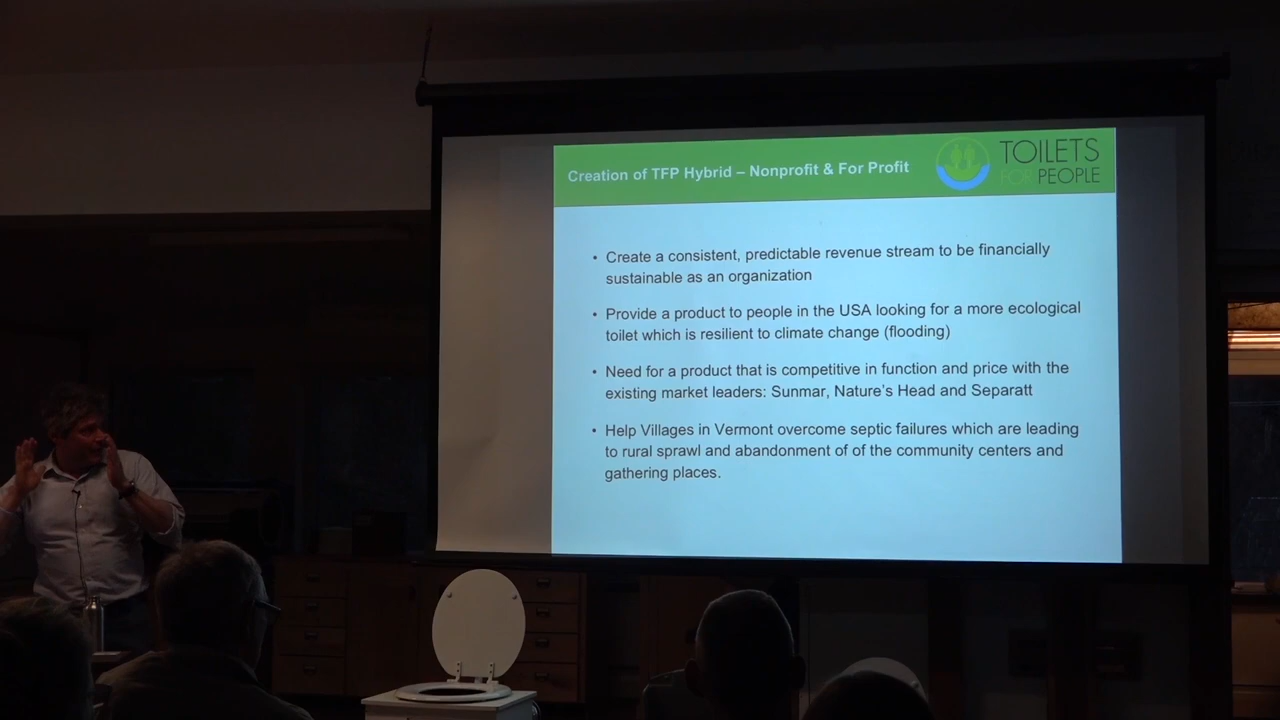 Creation of TFP Hybrid – Nonprofit & For Profit
TOILETS
FOR PEOPLE
• Create a consistent, predictable revenue stream to be financially
sustainable as an organization
• Provide a product to people in the USA looking for a more ecological
toilet which is resilient to climate change (flooding)
• Need for a product that is competitive in function and price with the
existing market leaders: Sunmar, Nature's Head and Separatt
• Help Villages in Vermont overcome septic failures which are leading
to rural sprawl and abandonment of of the community centers and
gathering places.